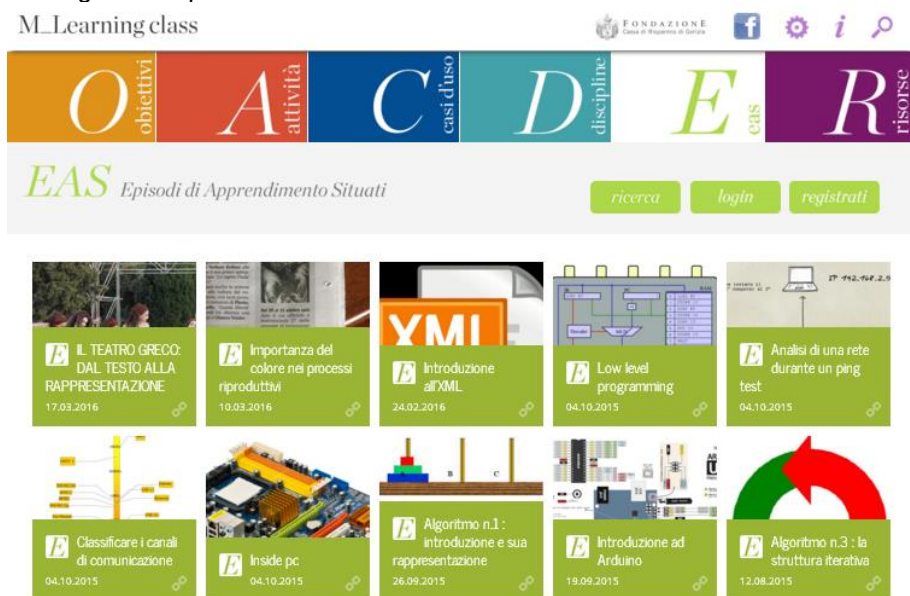 M_Learning class
FONDAZIONE
Cassa di Risparmio di Gorizia
f
i
O obiettivi
A attività
C casi d'uso
D discipline
E eas
R risorse
EAS Episodi di Apprendimento Situati
ricerca
login
registrati
XML
IP 192.168.2.5
E IL TEATRO GRECO:
DAL TESTO ALLA
RAPPRESENTAZIONE
17.03.2016
E Importanza del
colore nei processi
riproduttivi
10.03.2016
E Introduzione
all'XML
24.02.2016
E Low level
programming
04.10.2015
E Analisi di una rete
durante un ping
test
04.10.2015
B
C
E Classificare i canali
di comunicazione
04.10.2015
E Inside pc
04.10.2015
E Algoritmo n.1 :
introduzione e sua
rappresentazione
26.09.2015
E Introduzione ad
Arduino
19.09.2015
E Algoritmo n.3 : la
struttura iterativa
12.08.2015